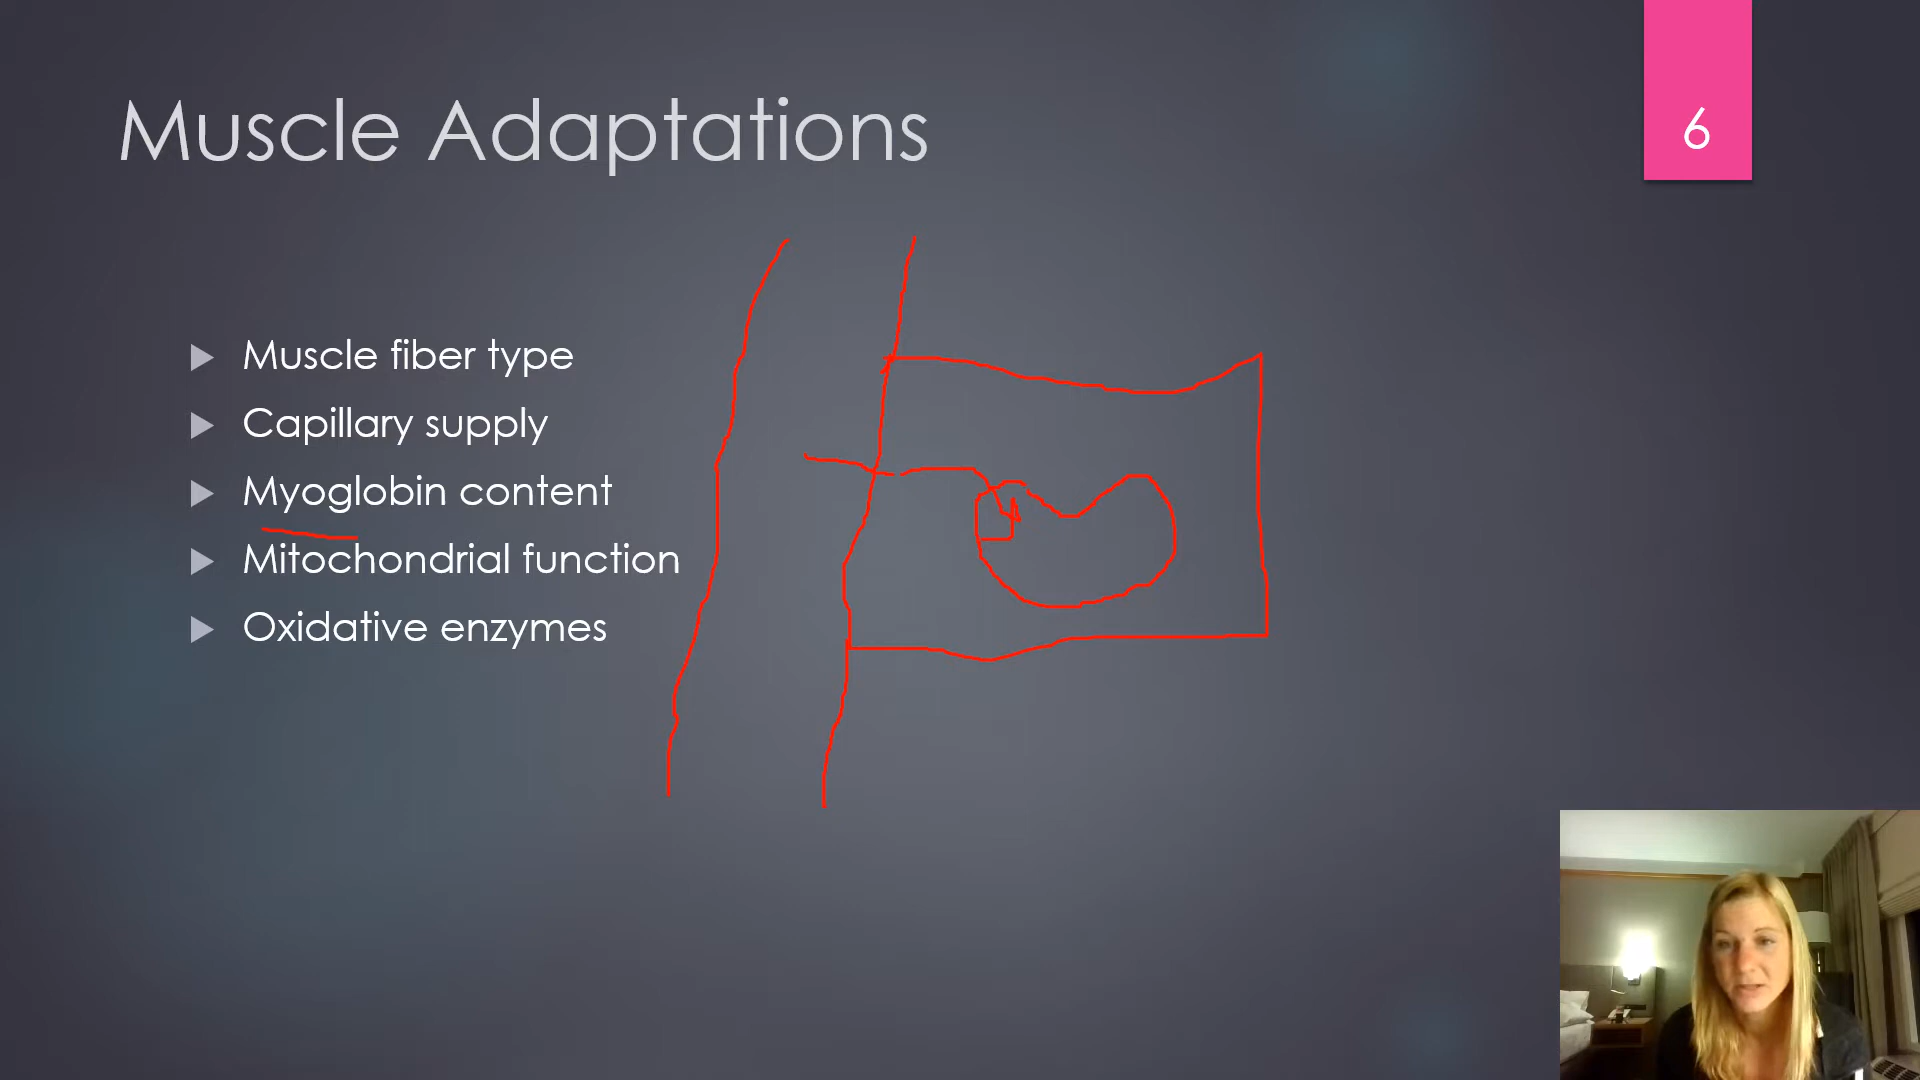 Muscle Adaptations
6
Muscle fiber type
Capillary supply
Myoglobin content
Mitochondrial function
Oxidative enzymes